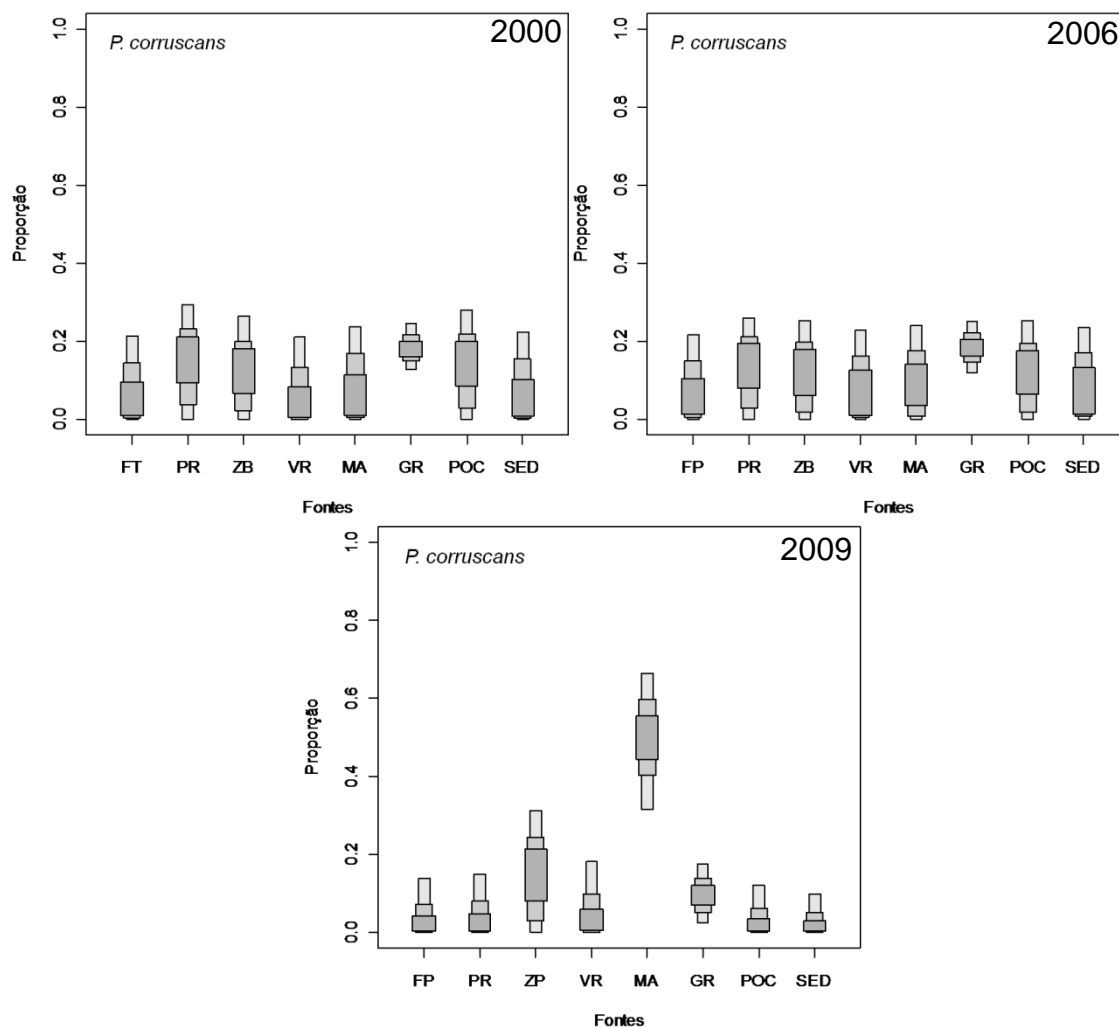 P. corruscans 2000
Proporção
1.0
0.8
0.6
0.4
0.2
0.0
FT PR ZB VR MA GR POC SED
Fontes
P. corruscans 2006
Proporção
1.0
0.8
0.6
0.4
0.2
0.0
FP PR ZB VR MA GR POC SED
Fontes
P. corruscans 2009
Proporção
1.0
0.8
0.6
0.4
0.2
0.0
FP PR ZP VR MA GR POC SED
Fontes